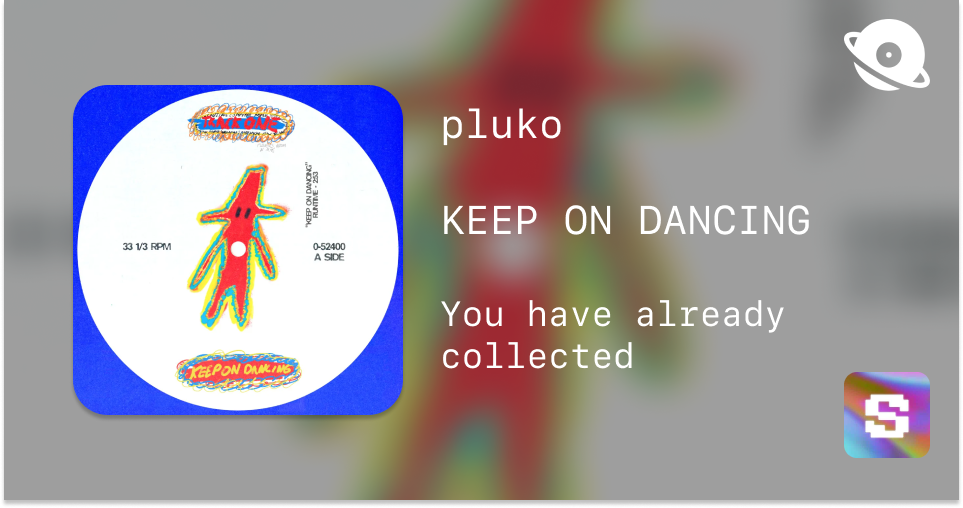 pluko
KEEP ON DANCING
You have already
collected
"KEEP ON DANCING"
RUNTIME - 2:53
33 1/3 RPM
0-52400
A SIDE
KEEP ON DANCING
S